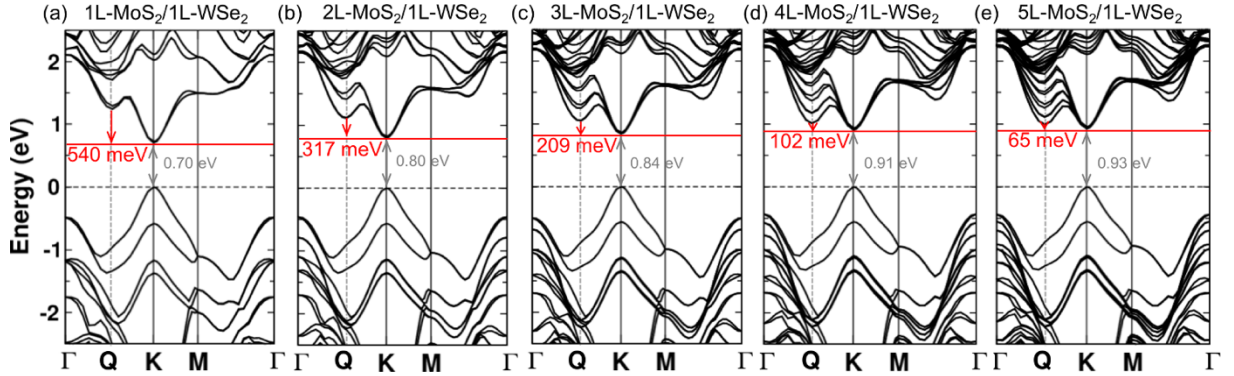 (a) 1L-MoS₂/1L-WSe₂
(b) 2L-MoS₂/1L-WSe₂
(c) 3L-MoS₂/1L-WSe₂
(d) 4L-MoS₂/1L-WSe₂
(e) 5L-MoS₂/1L-WSe₂
Energy (eV)
2
1
0
-1
-2
540 meV
0.70 eV
317 meV
0.80 eV
209 meV
0.84 eV
102 meV
0.91 eV
65 meV
0.93 eV
Γ Q K M Γ
Γ Q K M Γ
Γ Q K M Γ
Γ Q K M Γ
Γ Q K M Γ